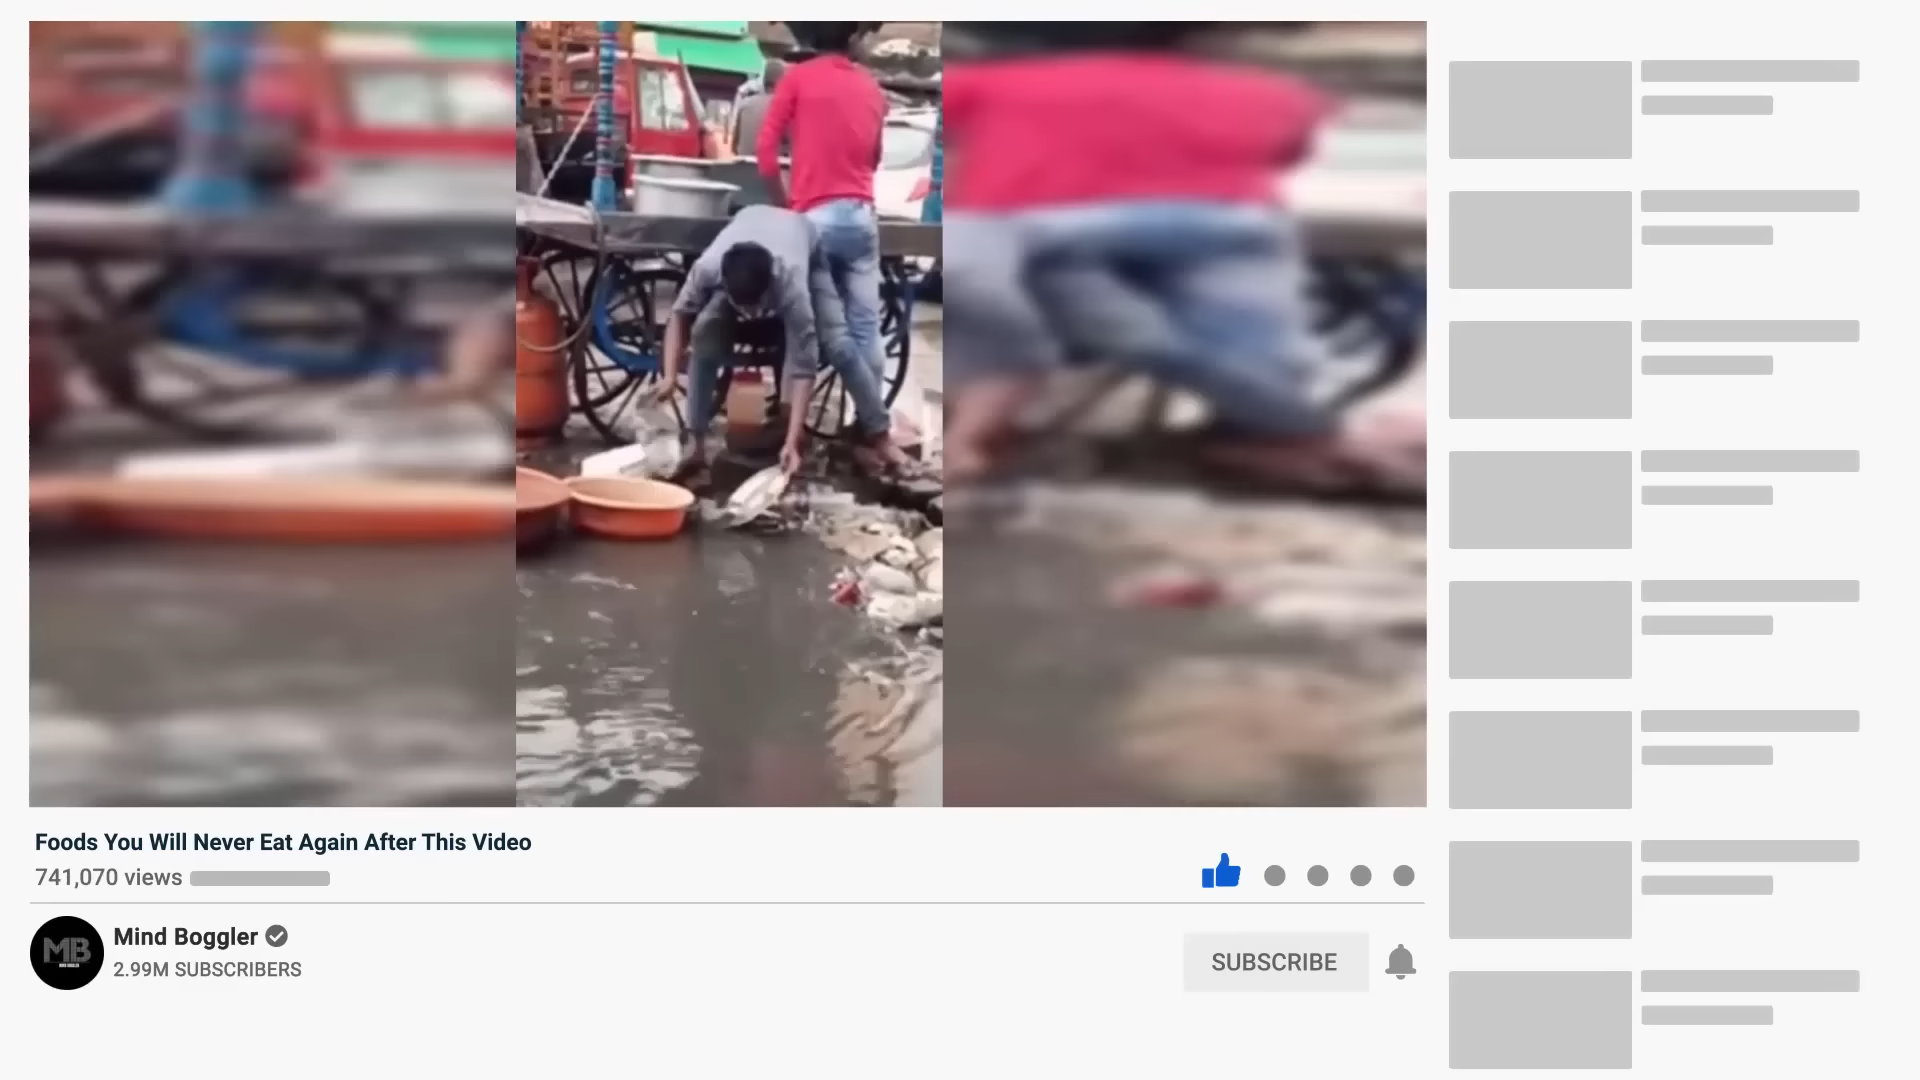 Foods You Will Never Eat Again After This Video
741,070 views
MB
Mind Boggler
2.99M SUBSCRIBERS
SUBSCRIBE